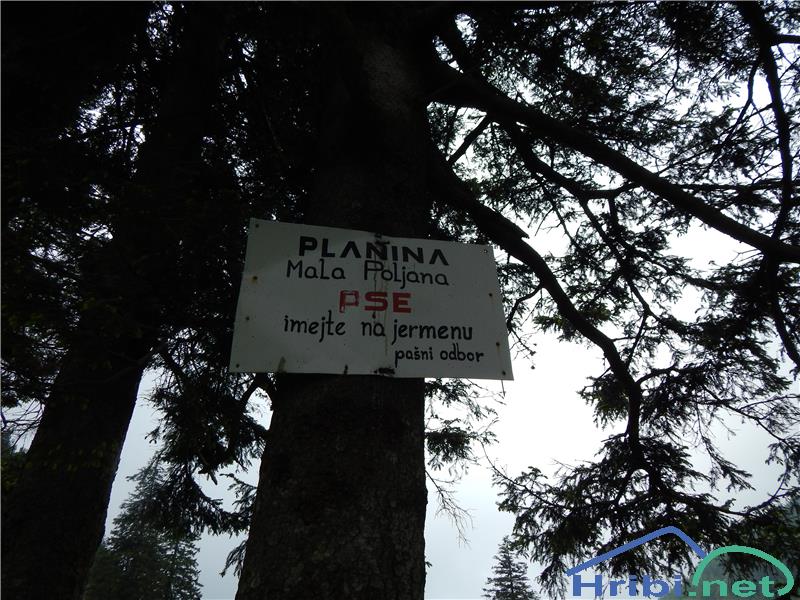 PLANINA
Mala Poljana
PSE
imejte na jermenu
pašni odbor
Hribi.net